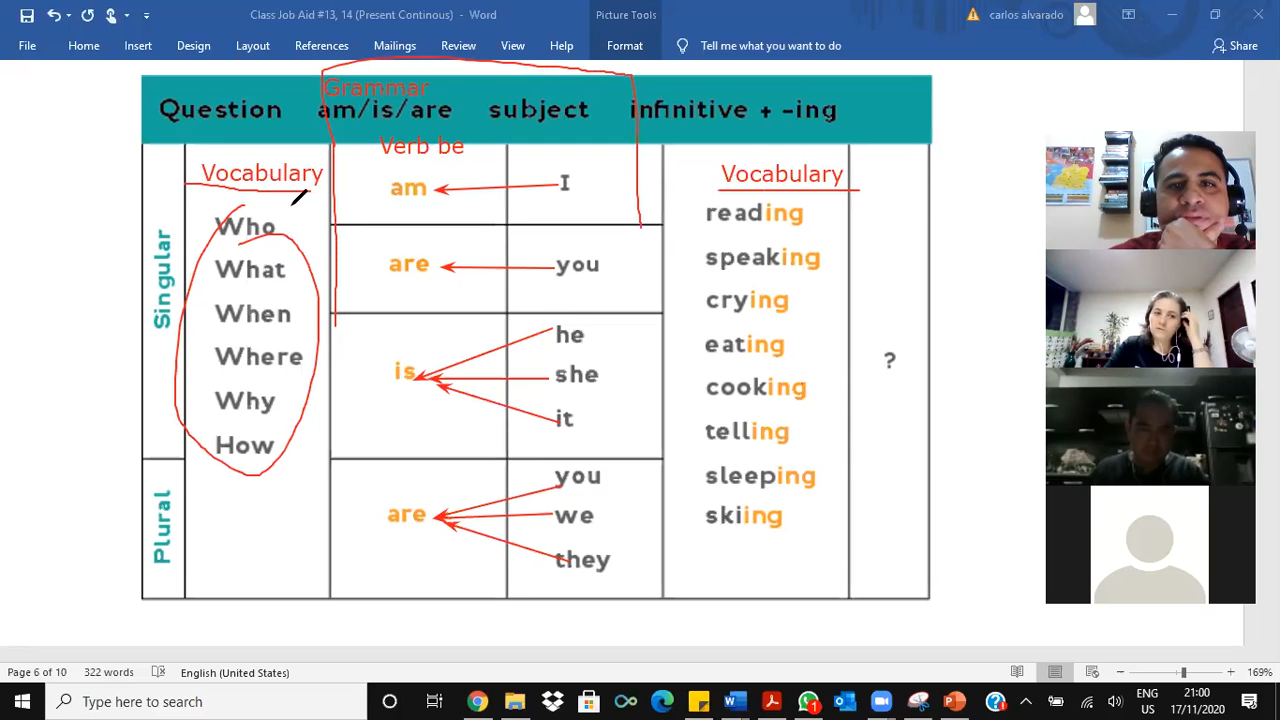 Class Job Aid #13, 14 (Present Continous) - Word
Picture Tools
carlos alvarado
File Home Insert Design Layout References Mailings Review View Help Format Tell me what you want to do Share
Grammar
Question am/is/are subject infinitive + -ing
Verb be
Vocabulary
Vocabulary
Singular
Who
What
When
Where
Why
How
am I
are you
is
he
she
it
Plural
are
you
we
they
reading
speaking
crying
eating
cooking
telling
sleeping
skiing
?
Page 6 of 10 322 words English (United States) 169%
Type here to search
ENG
US
21:00
17/11/2020
1